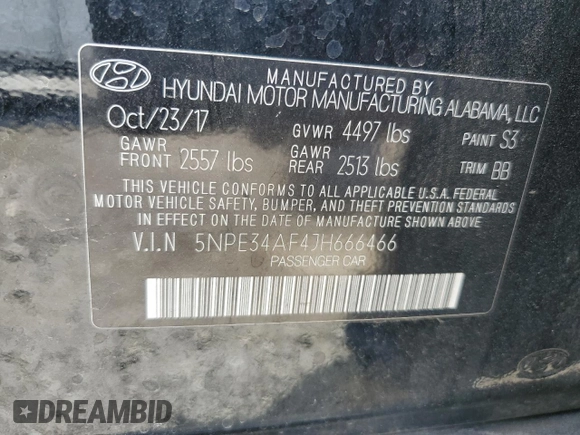 MANUFACTURED BY
HYUNDAI MOTOR MANUFACTURING ALABAMA, LLC
Oct/23/17 GVWR 4497 lbs PAINT S3
GAWR FRONT 2557 lbs GAWR REAR 2513 lbs TRIM BB
THIS VEHICLE CONFORMS TO ALL APPLICABLE U.S.A. FEDERAL
MOTOR VEHICLE SAFETY, BUMPER, AND THEFT PREVENTION STANDARDS
IN EFFECT ON THE DATE OF MANUFACTURE SHOWN ABOVE
V.I.N 5NPE34AF4JH666466
PASSENGER CAR
DREAMBID